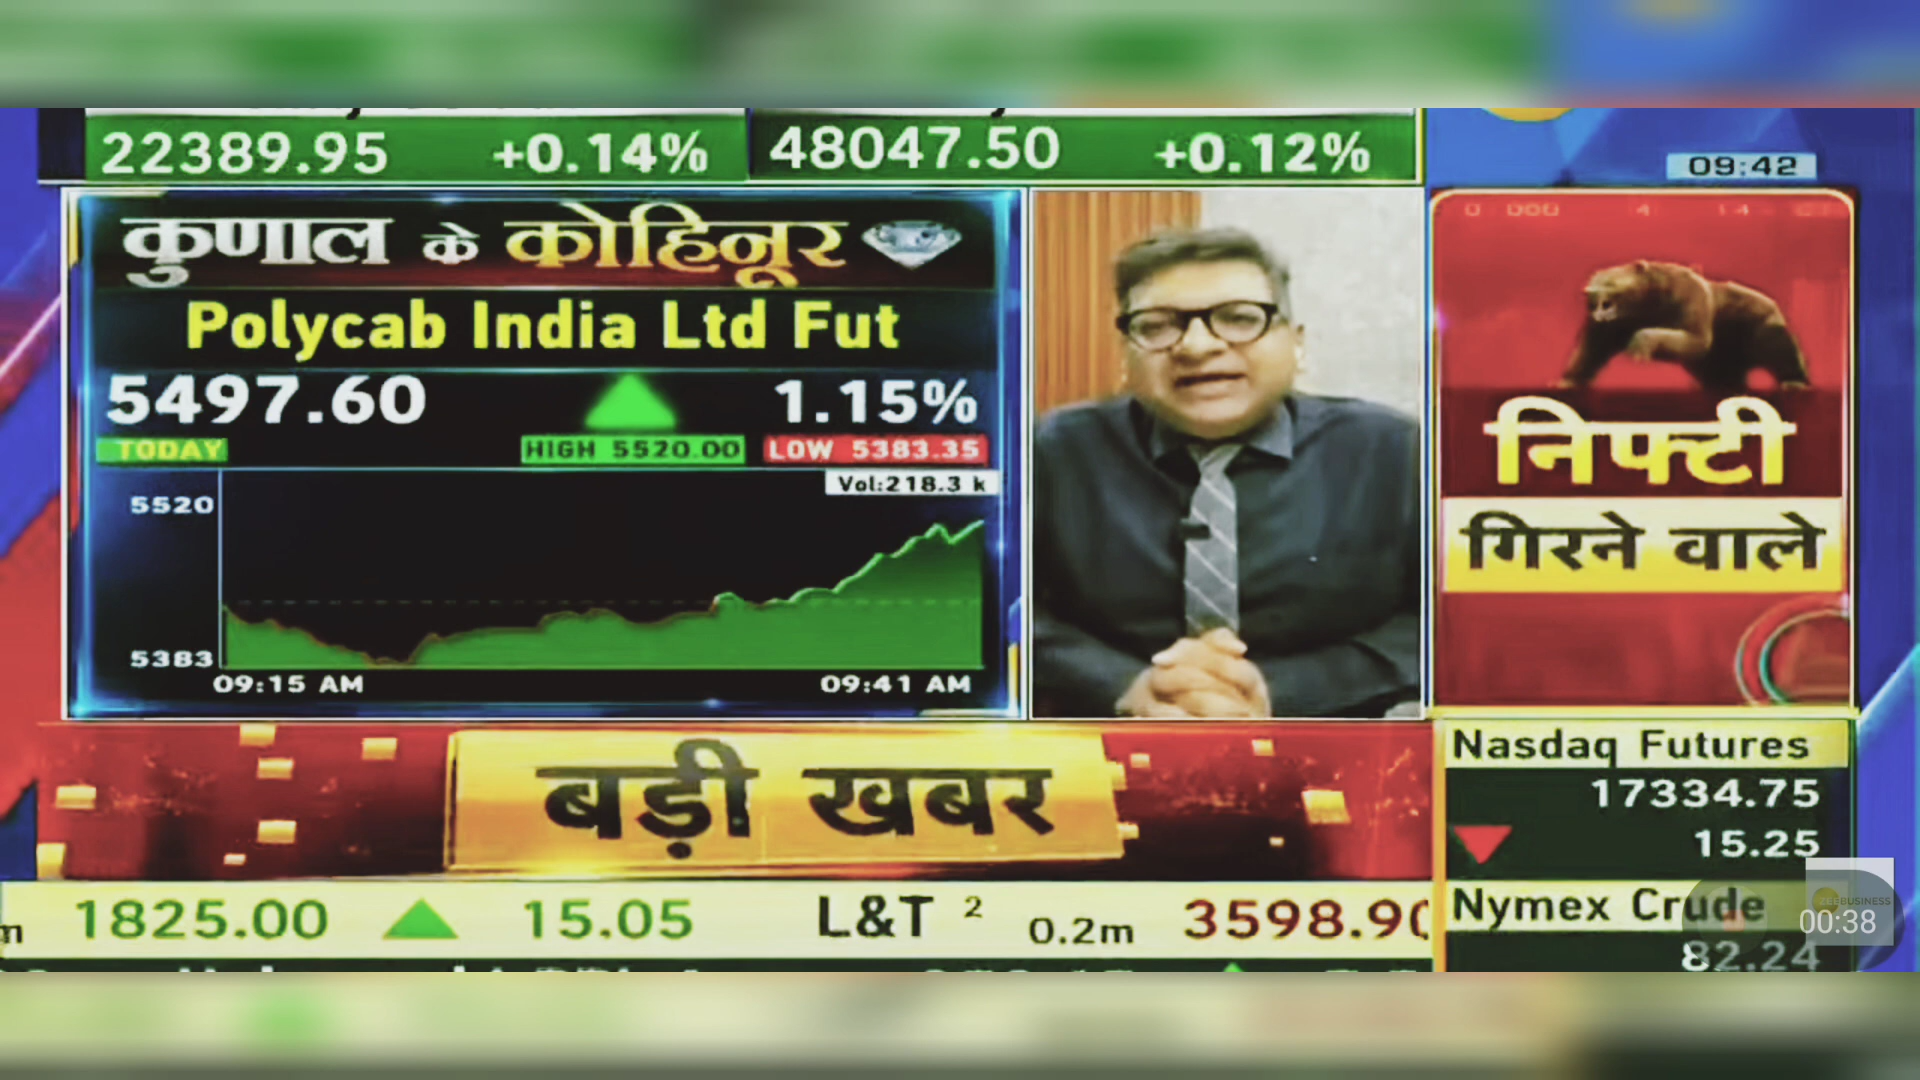 22389.95 +0.14% 48047.50 +0.12%
09:42
कुणाल के कोहिनूर
Polycab India Ltd Fut
5497.60 1.15%
TODAY HIGH 5520.00 LOW 5383.35
Vol:218.3 k
5520
5383
09:15 AM 09:41 AM
निफ्टी
गिरने वाले
बड़ी खबर
Nasdaq Futures
17334.75
15.25
Nymex Crude
82.24
ZEEBUSINESS
00:38
1825.00 15.05 L&T 2 0.2m 3598.90